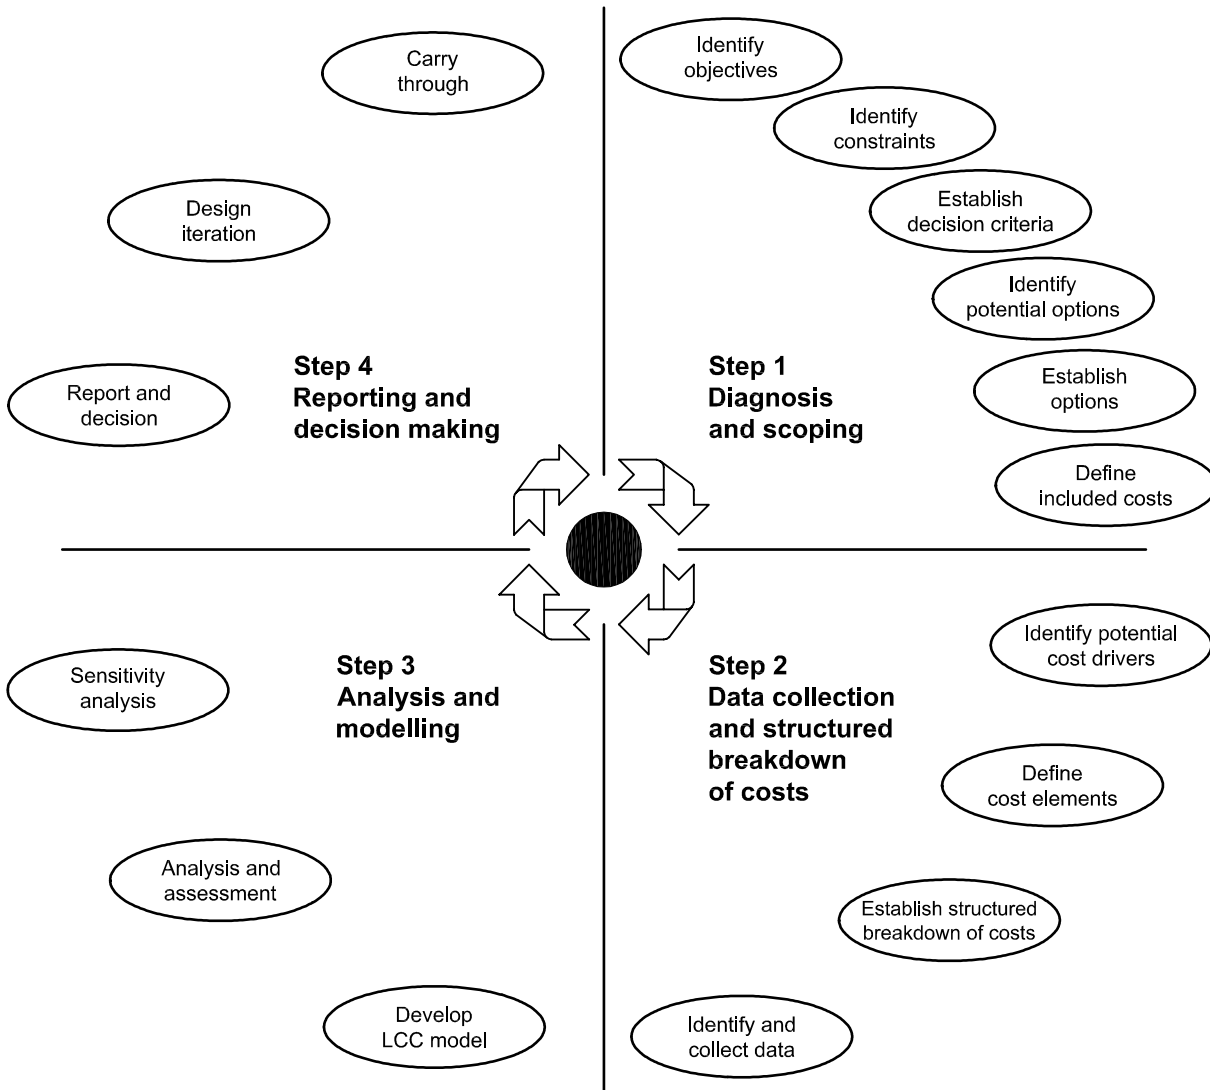 Carry
through
Design
iteration
Report and
decision
Step 4
Reporting and
decision making
Identify
objectives
Identify
constraints
Establish
decision criteria
Identify
potential options
Establish
options
Define
included costs
Step 1
Diagnosis
and scoping
Sensitivity
analysis
Analysis and
assessment
Develop
LCC model
Step 3
Analysis and
modelling
Step 2
Data collection
and structured
breakdown
of costs
Identify potential
cost drivers
Define
cost elements
Establish structured
breakdown of costs
Identify and
collect data